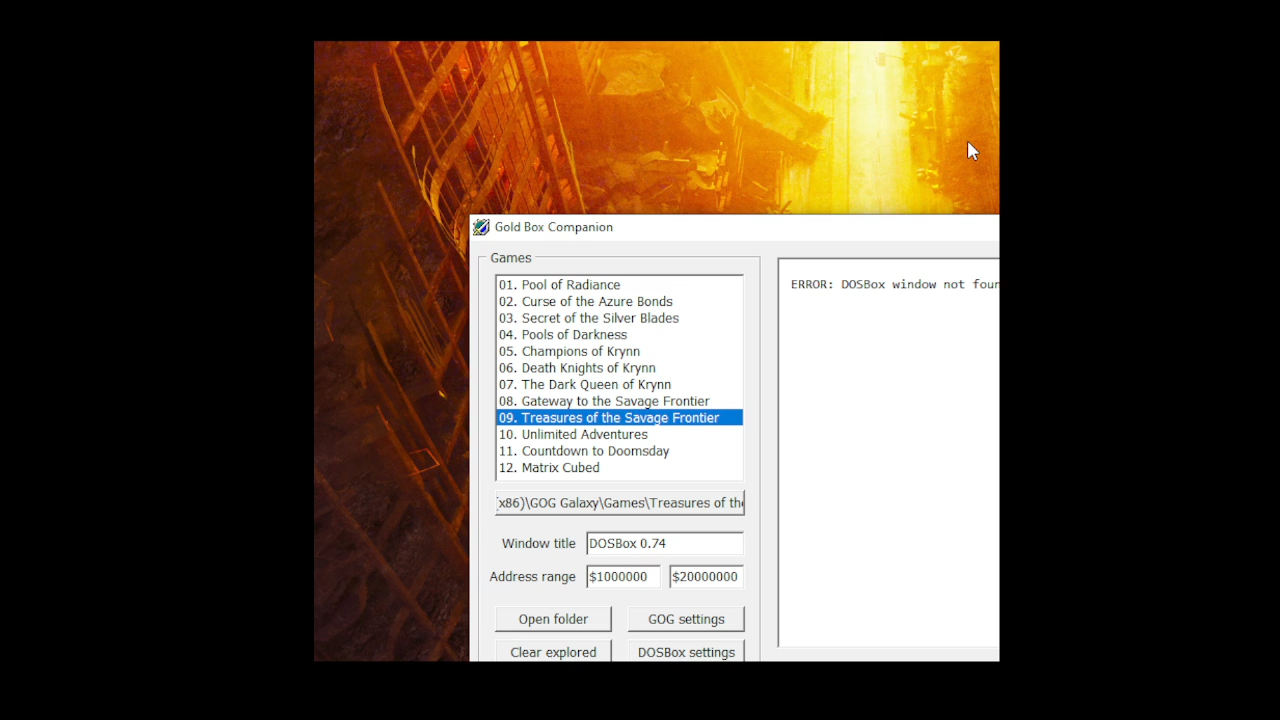 Gold Box Companion
Games
01. Pool of Radiance
02. Curse of the Azure Bonds
03. Secret of the Silver Blades
04. Pools of Darkness
05. Champions of Krynn
06. Death Knights of Krynn
07. The Dark Queen of Krynn
08. Gateway to the Savage Frontier
09. Treasures of the Savage Frontier
10. Unlimited Adventures
11. Countdown to Doomsday
12. Matrix Cubed
(x86)\GOG Galaxy\Games\Treasures of the
Window title DOSBox 0.74
Address range $1000000 $20000000
Open folder GOG settings
Clear explored DOSBox settings
ERROR: DOSBox window not foun